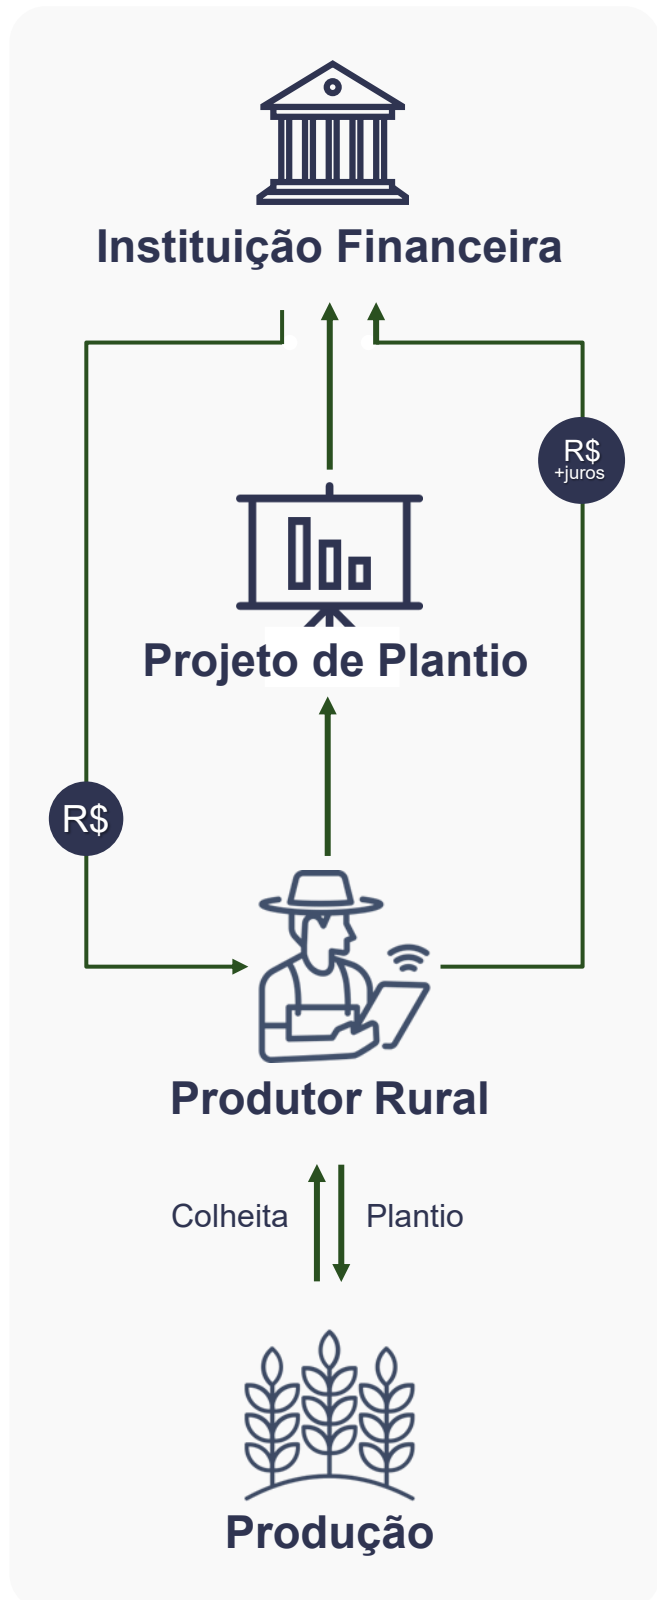 Instituição Financeira
R$
+juros
Projeto de Plantio
R$
Produtor Rural
Colheita
Plantio
Produção